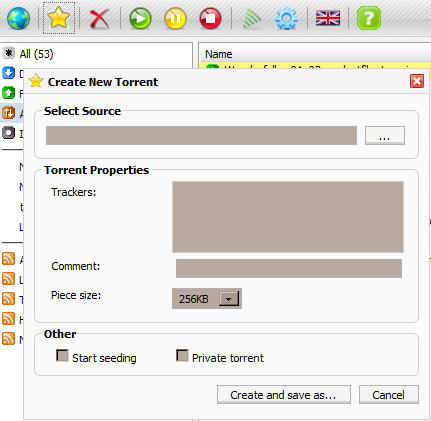 All (53)
Name
Create New Torrent
Select Source
...
Torrent Properties
Trackers:
Comment:
Piece size:
256KB
Other
Start seeding
Private torrent
Create and save as...
Cancel